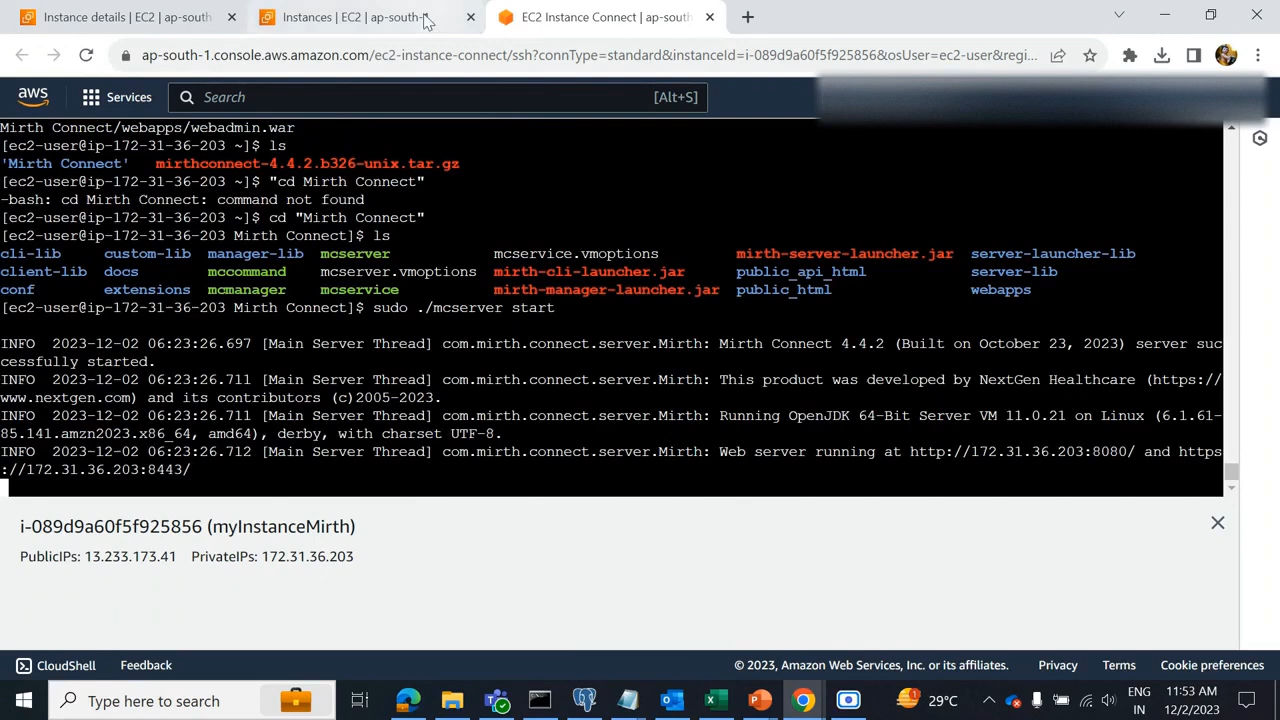 Instance details | EC2 | ap-south
Instances | EC2 | ap-south-1
EC2 Instance Connect | ap-sout
ap-south-1.console.aws.amazon.com/ec2-instance-connect/ssh?connType=standard&instanceId=i-089d9a60f5f925856&osUser=ec2-user&regi...
aws
Services
Search
[Alt+S]
Mirth Connect/webapps/webadmin.war
[ec2-user@ip-172-31-36-203 ~]$ ls
'Mirth Connect' mirthconnect-4.4.2.b326-unix.tar.gz
[ec2-user@ip-172-31-36-203 ~]$ "cd Mirth Connect"
-bash: cd Mirth Connect: command not found
[ec2-user@ip-172-31-36-203 ~]$ cd "Mirth Connect"
[ec2-user@ip-172-31-36-203 Mirth Connect]$ ls
cli-lib custom-lib manager-lib mcserver mcservice.vmoptions mirth-server-launcher.jar server-launcher-lib
client-lib docs mccommand mcserver.vmoptions mirth-cli-launcher.jar public_api_html server-lib
conf extensions mcmanager mcservice mirth-manager-launcher.jar public_html webapps
[ec2-user@ip-172-31-36-203 Mirth Connect]$ sudo ./mcserver start
INFO 2023-12-02 06:23:26.697 [Main Server Thread] com.mirth.connect.server.Mirth: Mirth Connect 4.4.2 (Built on October 23, 2023) server suc
cessfully started.
INFO 2023-12-02 06:23:26.711 [Main Server Thread] com.mirth.connect.server.Mirth: This product was developed by NextGen Healthcare (https://
www.nextgen.com) and its contributors (c)2005-2023.
INFO 2023-12-02 06:23:26.711 [Main Server Thread] com.mirth.connect.server.Mirth: Running OpenJDK 64-Bit Server VM 11.0.21 on Linux (6.1.61-
85.141.amzn2023.x86_64, amd64), derby, with charset UTF-8.
INFO 2023-12-02 06:23:26.712 [Main Server Thread] com.mirth.connect.server.Mirth: Web server running at http://172.31.36.203:8080/ and https
://172.31.36.203:8443/
i-089d9a60f5f925856 (myInstanceMirth)
PublicIPs: 13.233.173.41 PrivateIPs: 172.31.36.203
CloudShell
Feedback
© 2023, Amazon Web Services, Inc. or its affiliates.
Privacy
Terms
Cookie preferences
Type here to search
29°C
ENG
IN
11:53 AM
12/2/2023